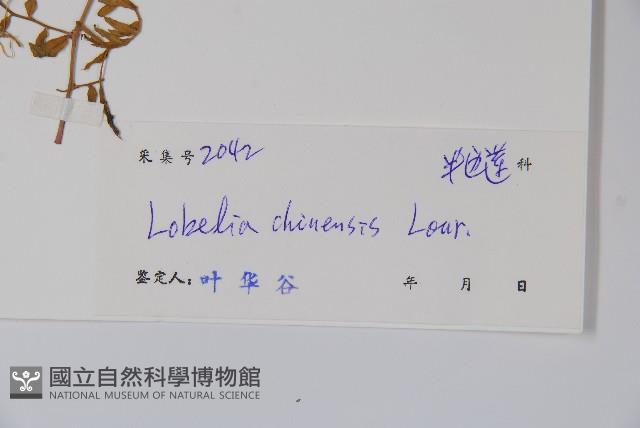 采集号 2042 半边莲 科
Lobelia chinensis Lour.
鉴定人: 叶华谷 年 月 日
國立自然科學博物館
NATIONAL MUSEUM OF NATURAL SCIENCE